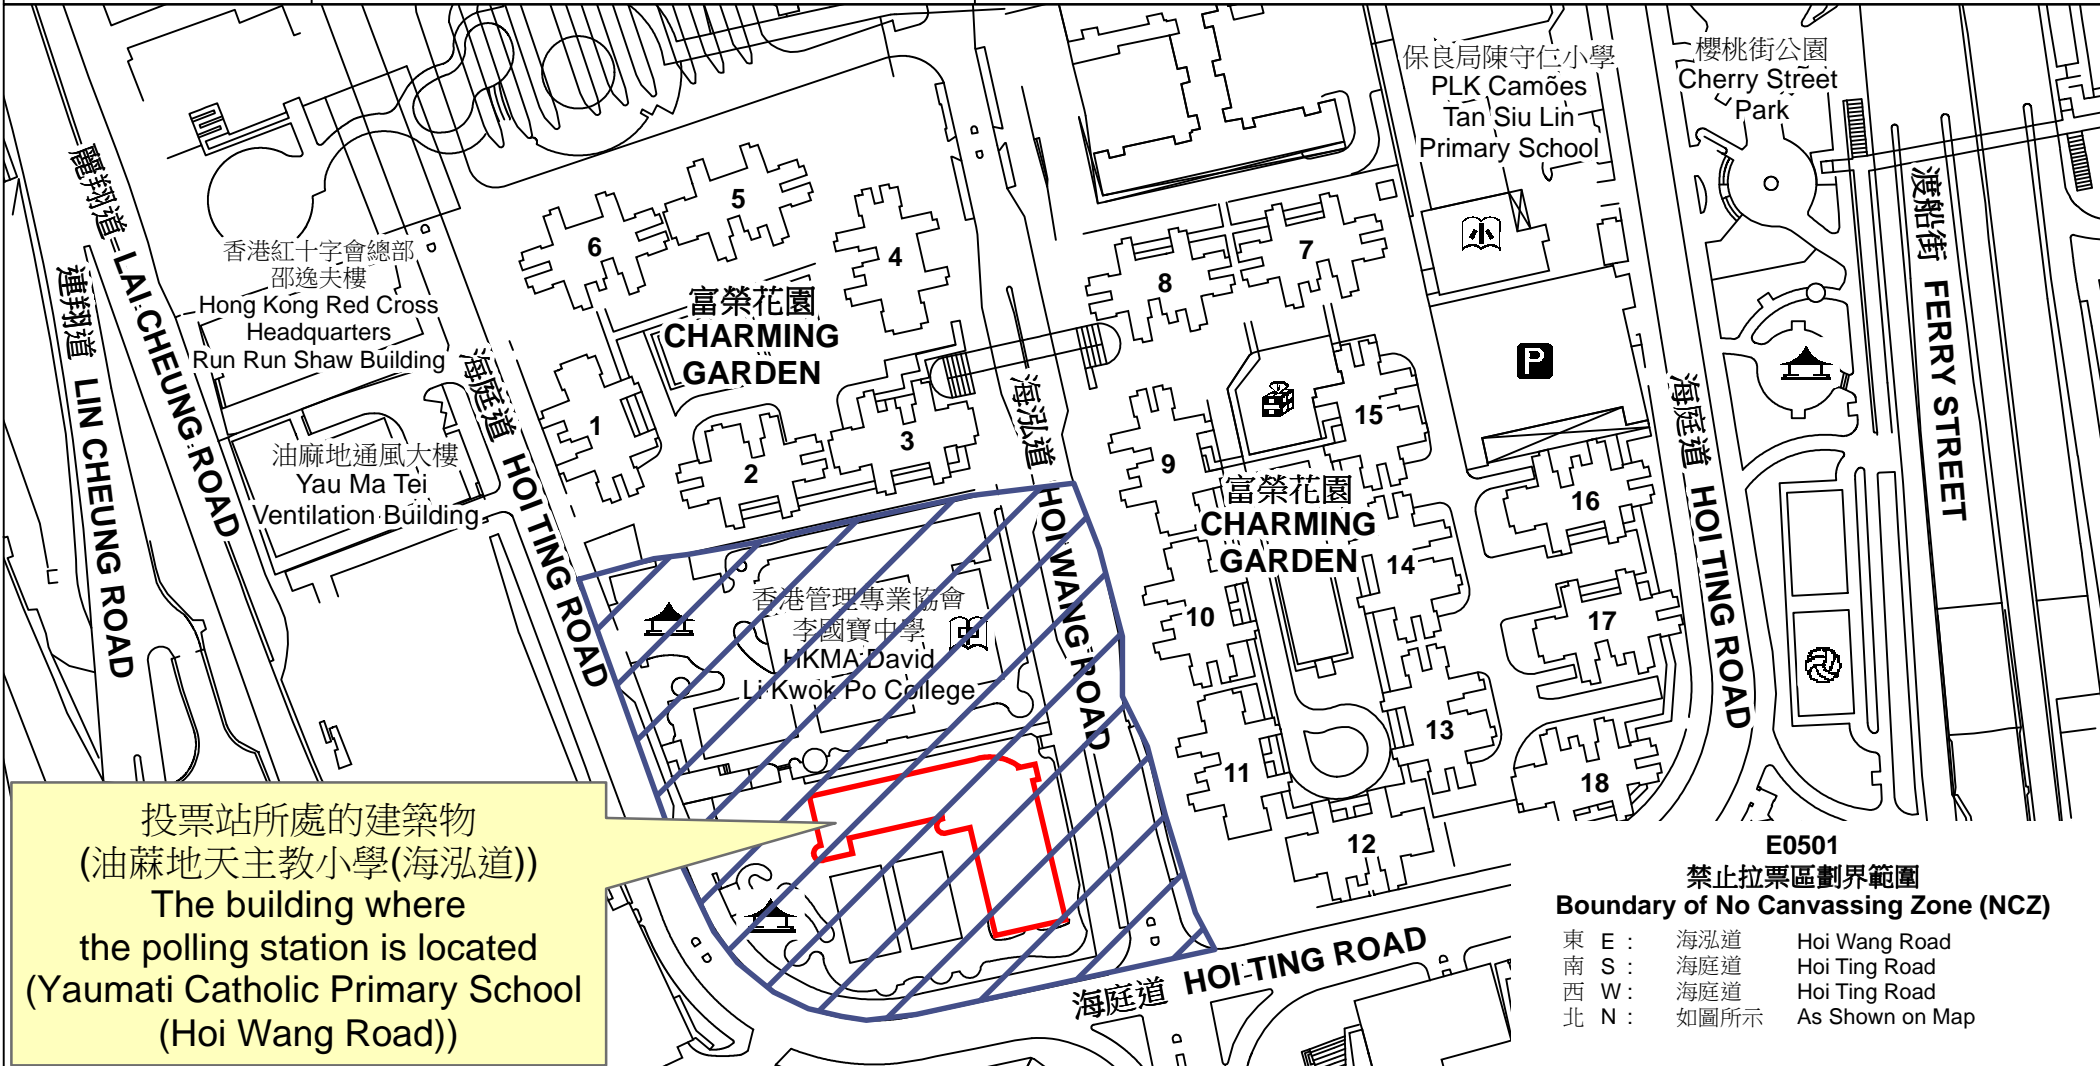 保良局陳守仁小學
PLK Camões
Tan Siu Lin
Primary School
櫻桃街公園
Cherry Street
Park
麗翔道 LAI CHEUNG ROAD
連翔道 LIN CHEUNG ROAD
香港紅十字會總部
邵逸夫樓
Hong Kong Red Cross
Headquarters
Run Run Shaw Building
油麻地通風大樓
Yau Ma Tei
Ventilation Building
海庭道 HOI TING ROAD
5
6
4
富榮花園
CHARMING
GARDEN
1
2
3
海泓道 HOI WANG ROAD
8
7
小
P
9
15
富榮花園
CHARMING
GARDEN
14
16
10
17
13
11
18
12
海庭道 HOI TING ROAD
渡船街 FERRY STREET
香港管理專業協會
李國寶中學
HKMA David
Li Kwok Po College
中
海庭道 HOI TING ROAD
投票站所處的建築物
(油蔴地天主教小學(海泓道))
The building where
the polling station is located
(Yaumati Catholic Primary School
(Hoi Wang Road))
E0501
禁止拉票區劃界範圍
Boundary of No Canvassing Zone (NCZ)
東 E : 海泓道 Hoi Wang Road
南 S : 海庭道 Hoi Ting Road
西 W : 海庭道 Hoi Ting Road
北 N : 如圖所示 As Shown on Map